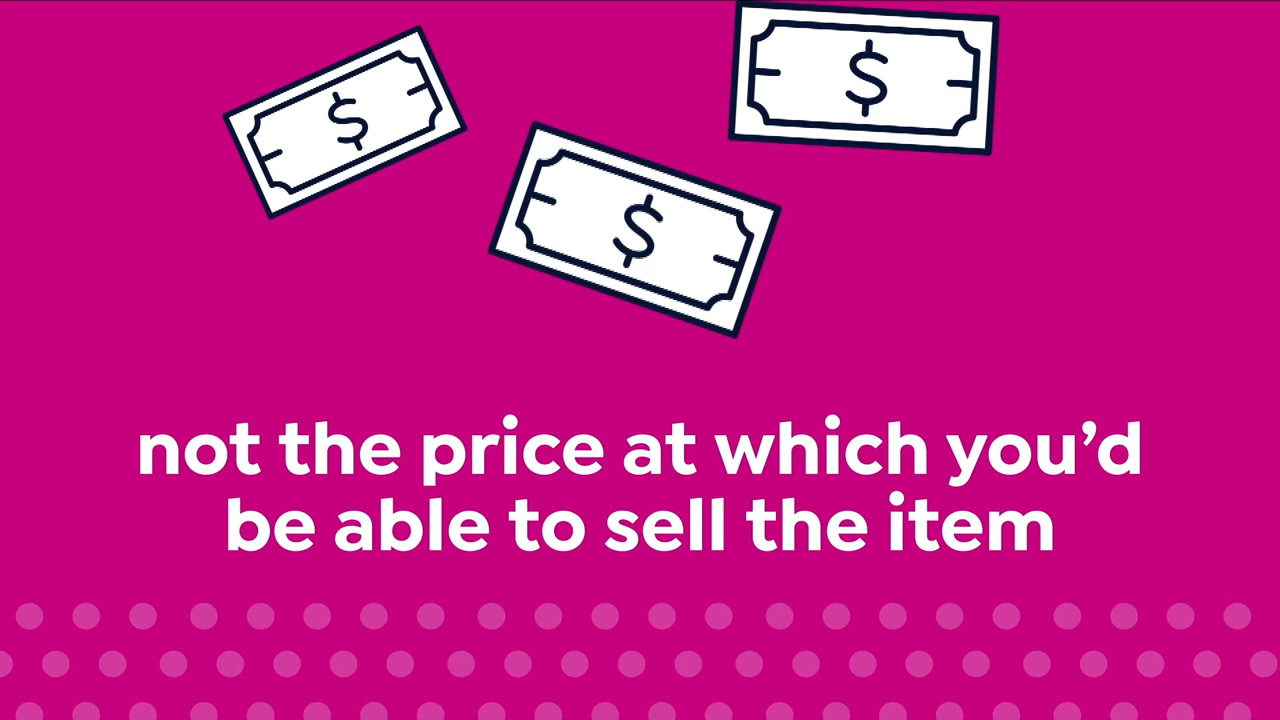 $
$
$
not the price at which you’d
be able to sell the item